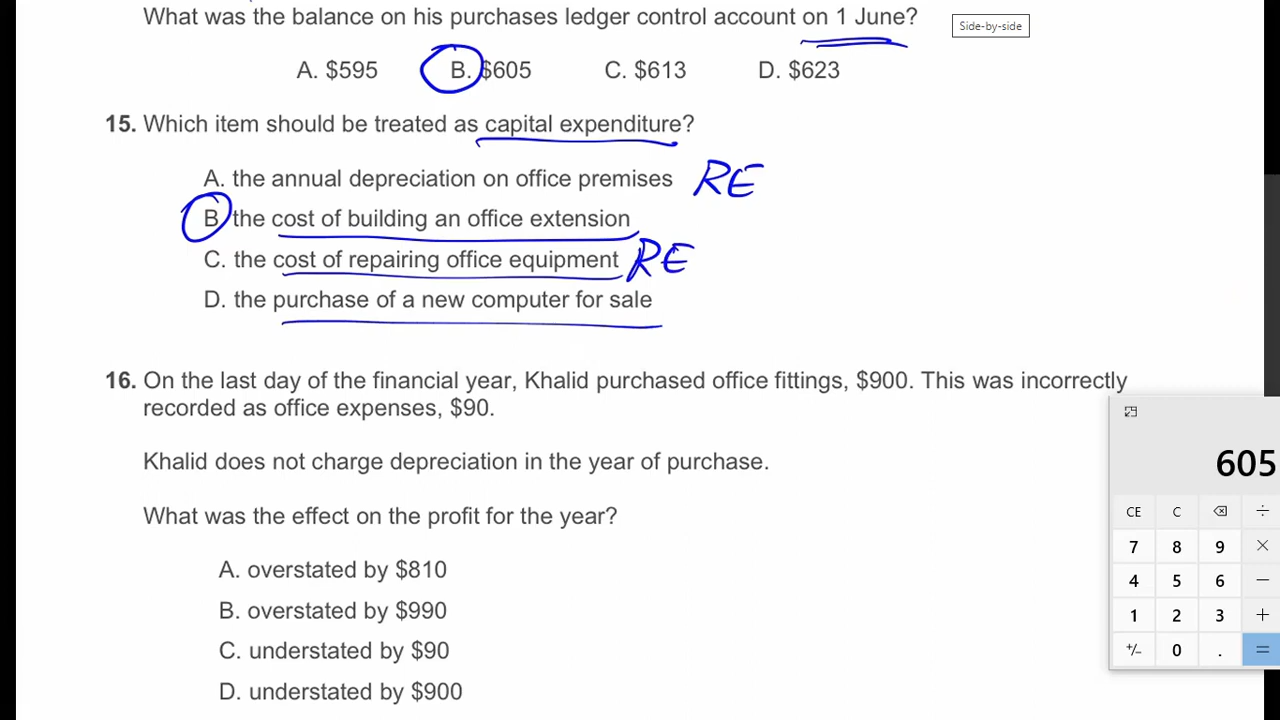 What was the balance on his purchases ledger control account on 1 June?
Side-by-side
A. $595 B. $605 C. $613 D. $623
15. Which item should be treated as capital expenditure?
A. the annual depreciation on office premises RE
B. the cost of building an office extension
C. the cost of repairing office equipment RE
D. the purchase of a new computer for sale
16. On the last day of the financial year, Khalid purchased office fittings, $900. This was incorrectly
recorded as office expenses, $90.
Khalid does not charge depreciation in the year of purchase.
What was the effect on the profit for the year?
A. overstated by $810
B. overstated by $990
C. understated by $90
D. understated by $900
605
CE C ⌫ ÷
7 8 9 ×
4 5 6 −
1 2 3 +
+/− 0 . =